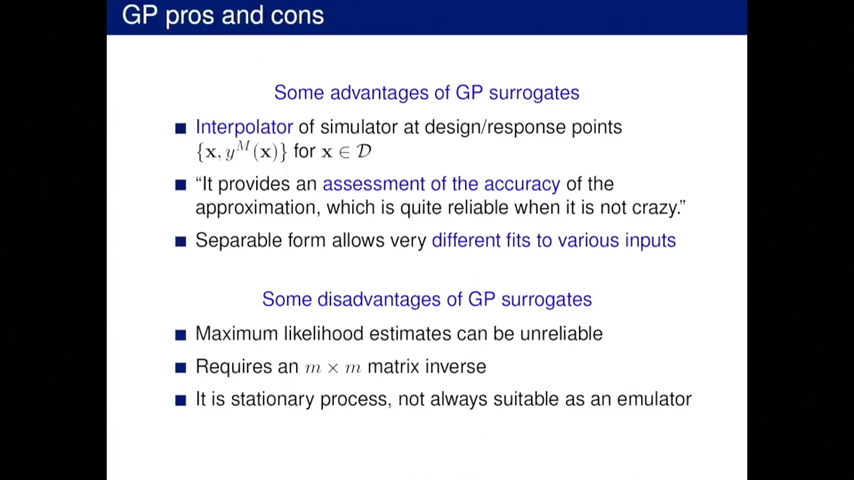 GP pros and cons
Some advantages of GP surrogates
■ Interpolator of simulator at design/response points
{x, y^M(x)} for x ∈ 𝒟
■ “It provides an assessment of the accuracy of the
approximation, which is quite reliable when it is not crazy.”
■ Separable form allows very different fits to various inputs
Some disadvantages of GP surrogates
■ Maximum likelihood estimates can be unreliable
■ Requires an m × m matrix inverse
■ It is stationary process, not always suitable as an emulator